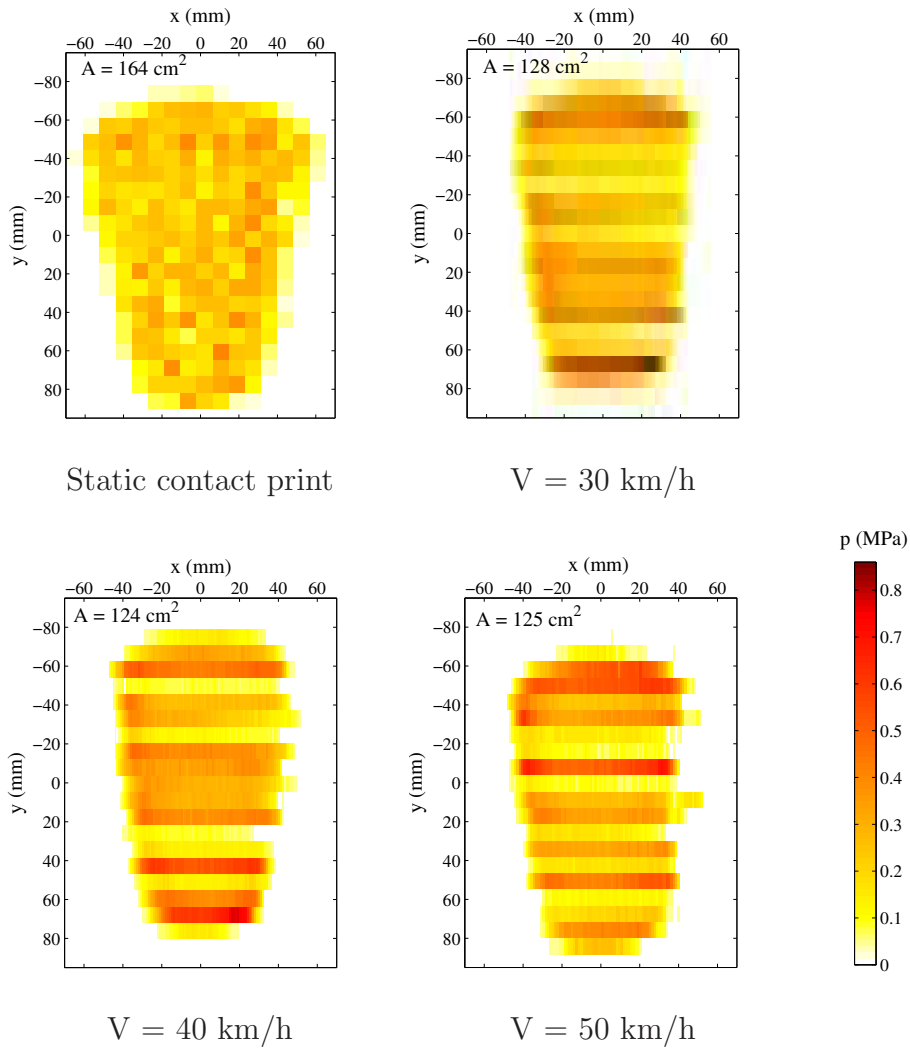 x (mm)
x (mm)
−60 −40 −20 0 20 40 60
−60 −40 −20 0 20 40 60
A = 164 cm²
A = 128 cm²
−80
−60
−40
−20
0
20
40
60
80
y (mm)
−80
−60
−40
−20
0
20
40
60
80
y (mm)
Static contact print
V = 30 km/h
x (mm)
x (mm)
−60 −40 −20 0 20 40 60
−60 −40 −20 0 20 40 60
A = 124 cm²
A = 125 cm²
−80
−60
−40
−20
0
20
40
60
80
y (mm)
−80
−60
−40
−20
0
20
40
60
80
y (mm)
p (MPa)
0.8
0.7
0.6
0.5
0.4
0.3
0.2
0.1
0
V = 40 km/h
V = 50 km/h